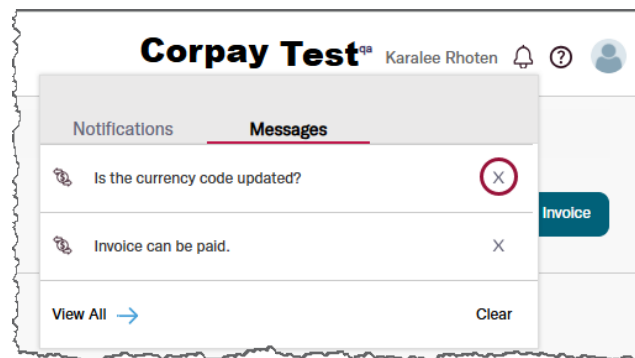 Corpay Test qa Karalee Rhoten ?
Notifications Messages
Is the currency code updated? X
Invoice
Invoice can be paid. X
View All → Clear